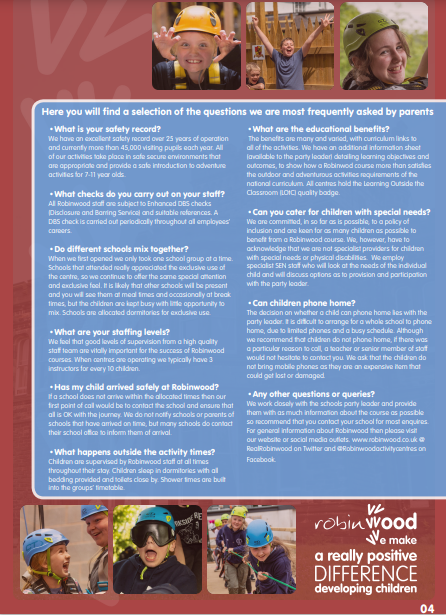 Here you will find a selection of the questions we are most frequently asked by parents
• What is your safety record?
We have an excellent safety record over 25 years of operation
and currently more than 45,000 visiting pupils each year. All
of our activities take place in safe secure environments that
are appropriate and provide a safe introduction to adventure
activities for 7-11 year olds.
• What checks do you carry out on your staff?
All Robinwood staff are subject to Enhanced DBS checks
(Disclosure and Barring Service) and suitable references. A
DBS check is carried out periodically throughout all employees'
careers.
• Do different schools mix together?
When we first opened we only took one school group at a time.
Schools that attended really appreciated the exclusive use of
the centre, so we continue to offer the same special attention
and exclusive feel. It is likely that other schools will be present
and you will see them at meal times and occasionally at break
times, but the children are kept busy with little opportunity to
mix. Schools are allocated dormitories for exclusive use.
• What are your staffing levels?
We feel that good levels of supervision from a high quality
staff team are vitally important for the success of Robinwood
courses. When centres are operating we typically have 3
instructors for every 10 children.
• Has my child arrived safely at Robinwood?
If a school does not arrive within the allocated times then our
first point of call would be to contact the school and ensure that
all is OK with the journey. We do not notify schools or parents of
schools that have arrived on time, but many schools do contact
their school office to inform them of arrival.
• What happens outside the activity times?
Children are supervised by Robinwood staff at all times
throughout their stay. Children sleep in dormitories with all
bedding provided and toilets close by. Shower times are built
into the groups' timetable.
• What are the educational benefits?
The benefits are many and varied, with curriculum links to
all of the activities. We have an additional information sheet
(available to the party leader) detailing learning objectives and
outcomes, to show how a Robinwood course more than satisfies
the outdoor and adventurous activities requirements of the
national curriculum. All centres hold the Learning Outside the
Classroom (LOtC) quality badge.
• Can you cater for children with special needs?
We are committed, in so far as is possible, to a policy of
inclusion and are keen for as many children as possible to
benefit from a Robinwood course. We, however, have to
acknowledge that we are not specialist providers for children
with special needs or physical disabilities. We employ
specialist SEN staff who will look at the needs of the individual
child and will discuss options as to provision and participation
with the party leader.
• Can children phone home?
The decision on whether a child can phone home lies with the
party leader. It is difficult to arrange for a whole school to phone
home, due to limited phones and a busy schedule. Although
we recommend that children do not phone home, if there was
a particular reason to call, a teacher or senior member of staff
would not hesitate to contact you. We ask that the children do
not bring mobile phones as they are an expensive item that
could get lost or damaged.
• Any other questions or queries?
We work closely with the schools party leader and provide
them with as much information about the course as possible
so recommend that you contact your school for most enquires.
For general information about Robinwood then please visit
our website or social media outlets. www.robinwood.co.uk @
RealRobinwood on Twitter and @Robinwoodactivitycentres on
Facebook.
robinwood
We make
a really positive
DIFFERENCE
developing children
04